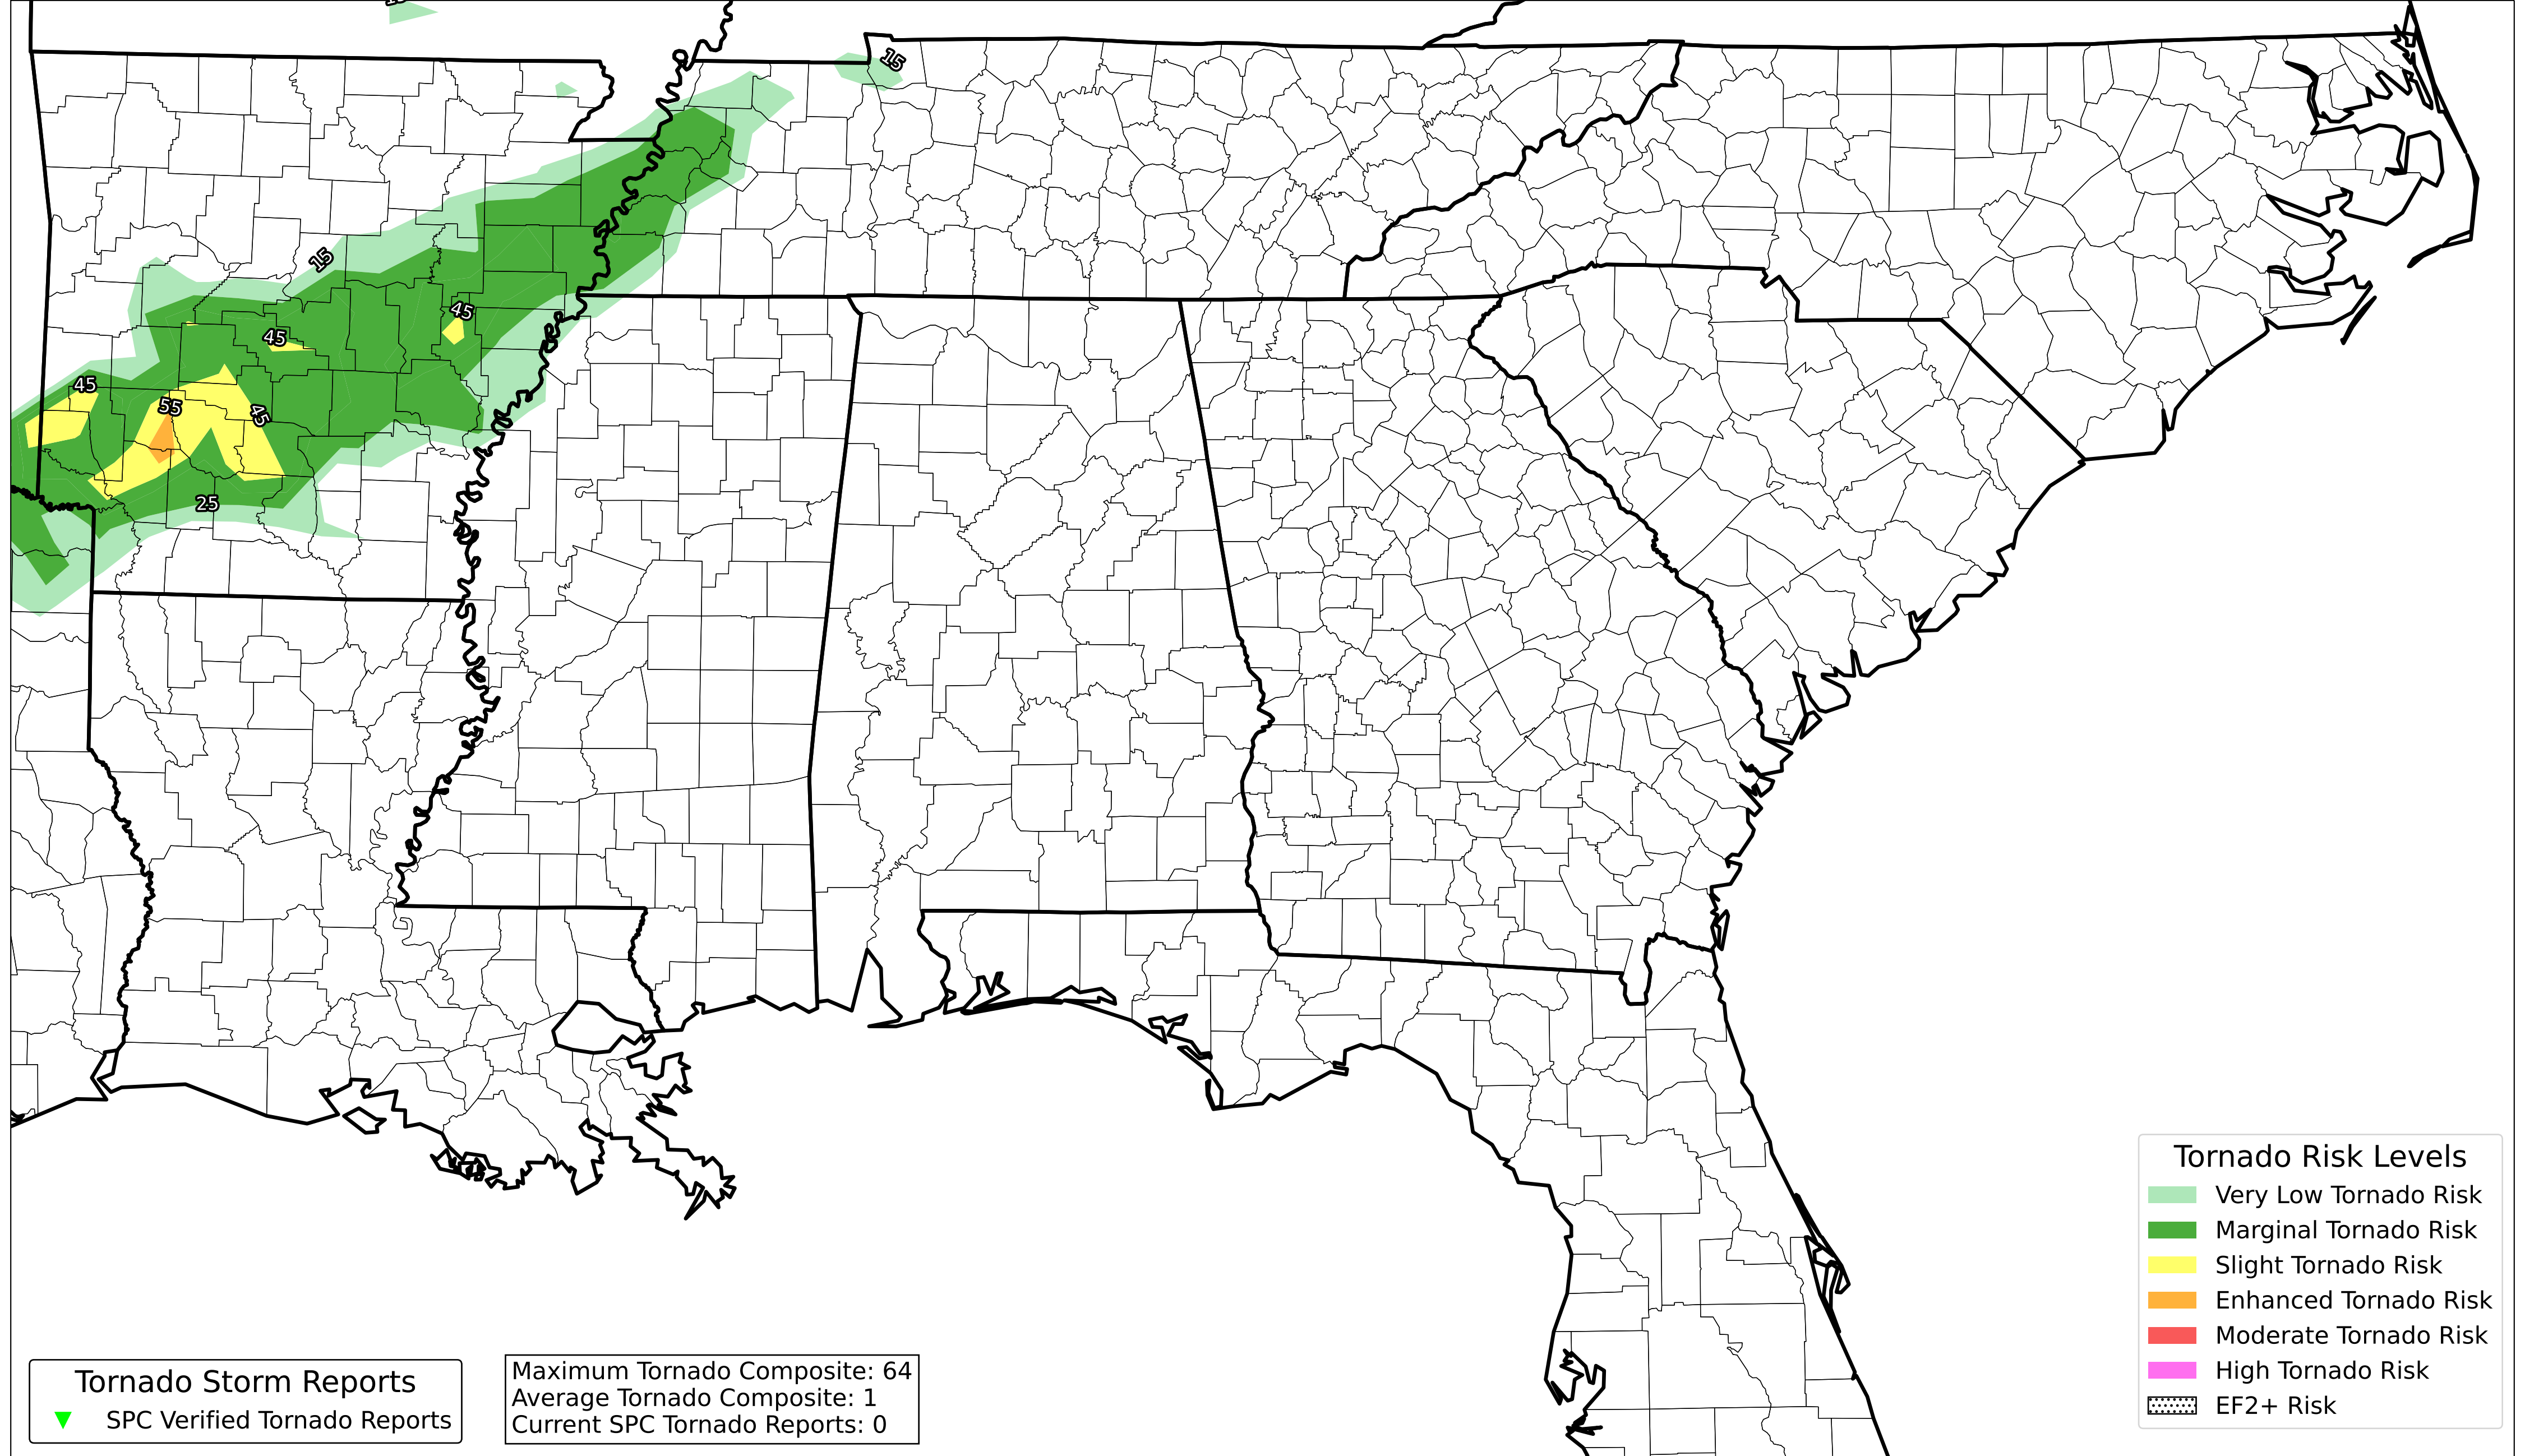 15
15
45
45
45
55
45
25
Tornado Risk Levels
Very Low Tornado Risk
Marginal Tornado Risk
Slight Tornado Risk
Enhanced Tornado Risk
Moderate Tornado Risk
High Tornado Risk
EF2+ Risk
Tornado Storm Reports
SPC Verified Tornado Reports
Maximum Tornado Composite: 64
Average Tornado Composite: 1
Current SPC Tornado Reports: 0